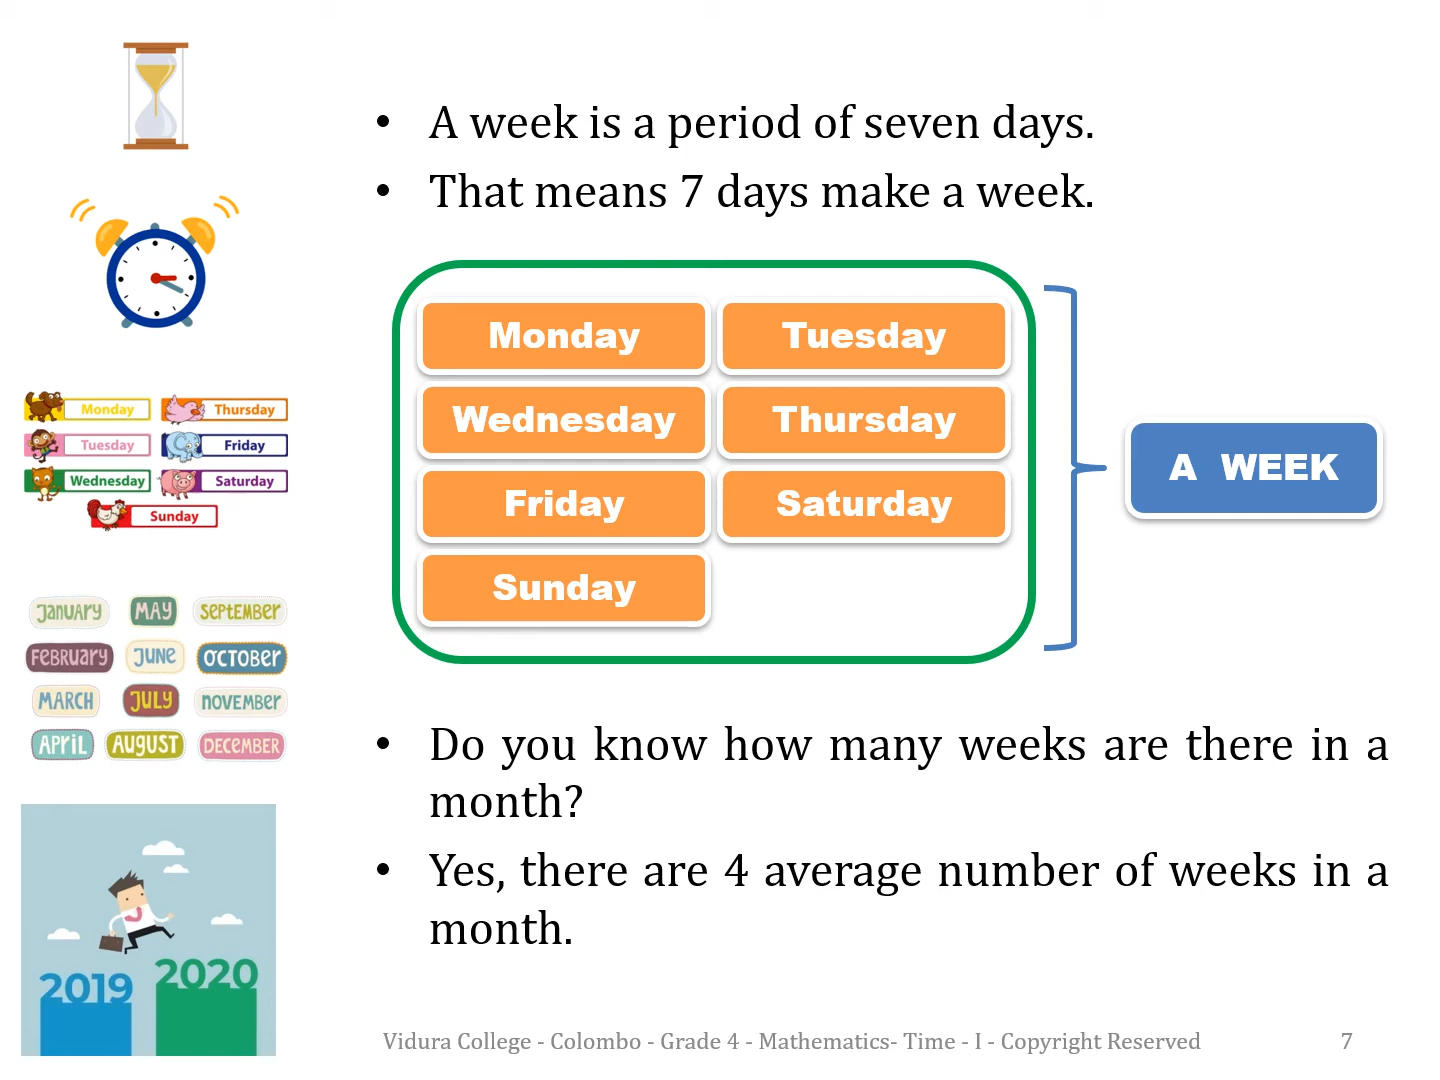 • A week is a period of seven days.
• That means 7 days make a week.
Monday Tuesday
Wednesday Thursday
Friday Saturday
Sunday
A WEEK
• Do you know how many weeks are there in a
month?
• Yes, there are 4 average number of weeks in a
month.
Monday Thursday
Tuesday Friday
Wednesday Saturday
Sunday
JANUARY MAY SEPTEMBER
FEBRUARY JUNE OCTOBER
MARCH JULY NOVEMBER
APRIL AUGUST DECEMBER
2019 2020
Vidura College - Colombo - Grade 4 - Mathematics- Time - I - Copyright Reserved 7